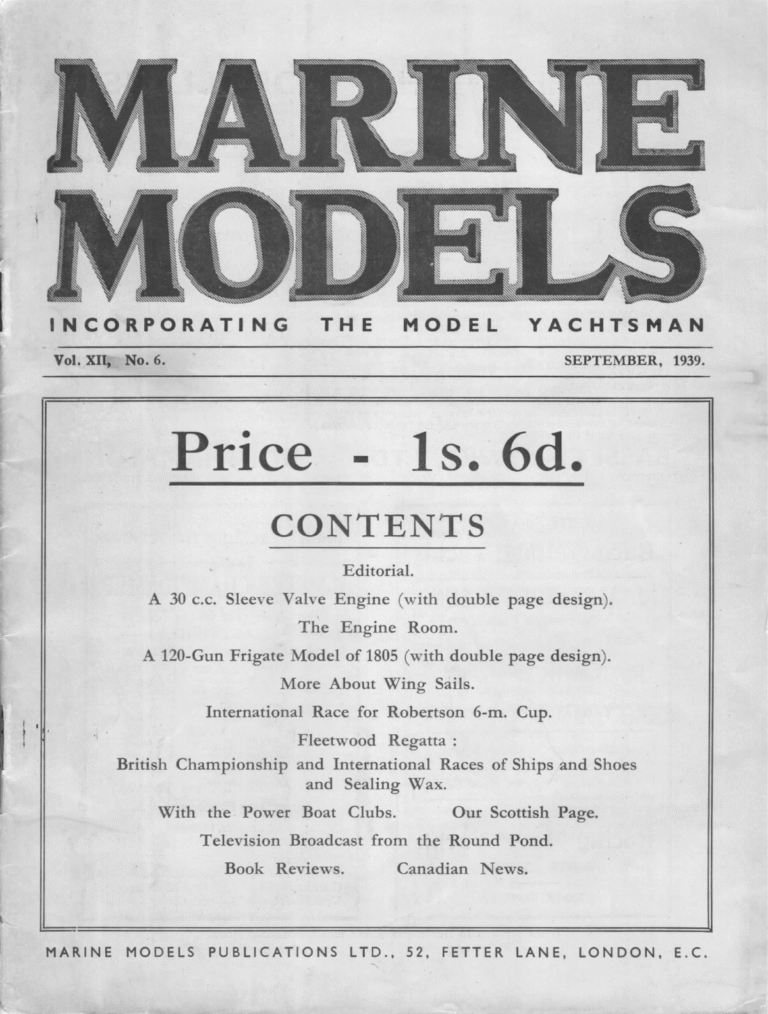 MARINE
MODELS
INCORPORATING THE MODEL YACHTSMAN
Vol. XII, No. 6. SEPTEMBER, 1939.
Price - 1s. 6d.
CONTENTS
Editorial.
A 30 c.c. Sleeve Valve Engine (with double page design).
The Engine Room.
A 120-Gun Frigate Model of 1805 (with double page design).
More About Wing Sails.
International Race for Robertson 6-m. Cup.
Fleetwood Regatta :
British Championship and International Races of Ships and Shoes
and Sealing Wax.
With the Power Boat Clubs. Our Scottish Page.
Television Broadcast from the Round Pond.
Book Reviews. Canadian News.
MARINE MODELS PUBLICATIONS LTD., 52, FETTER LANE, LONDON, E.C.